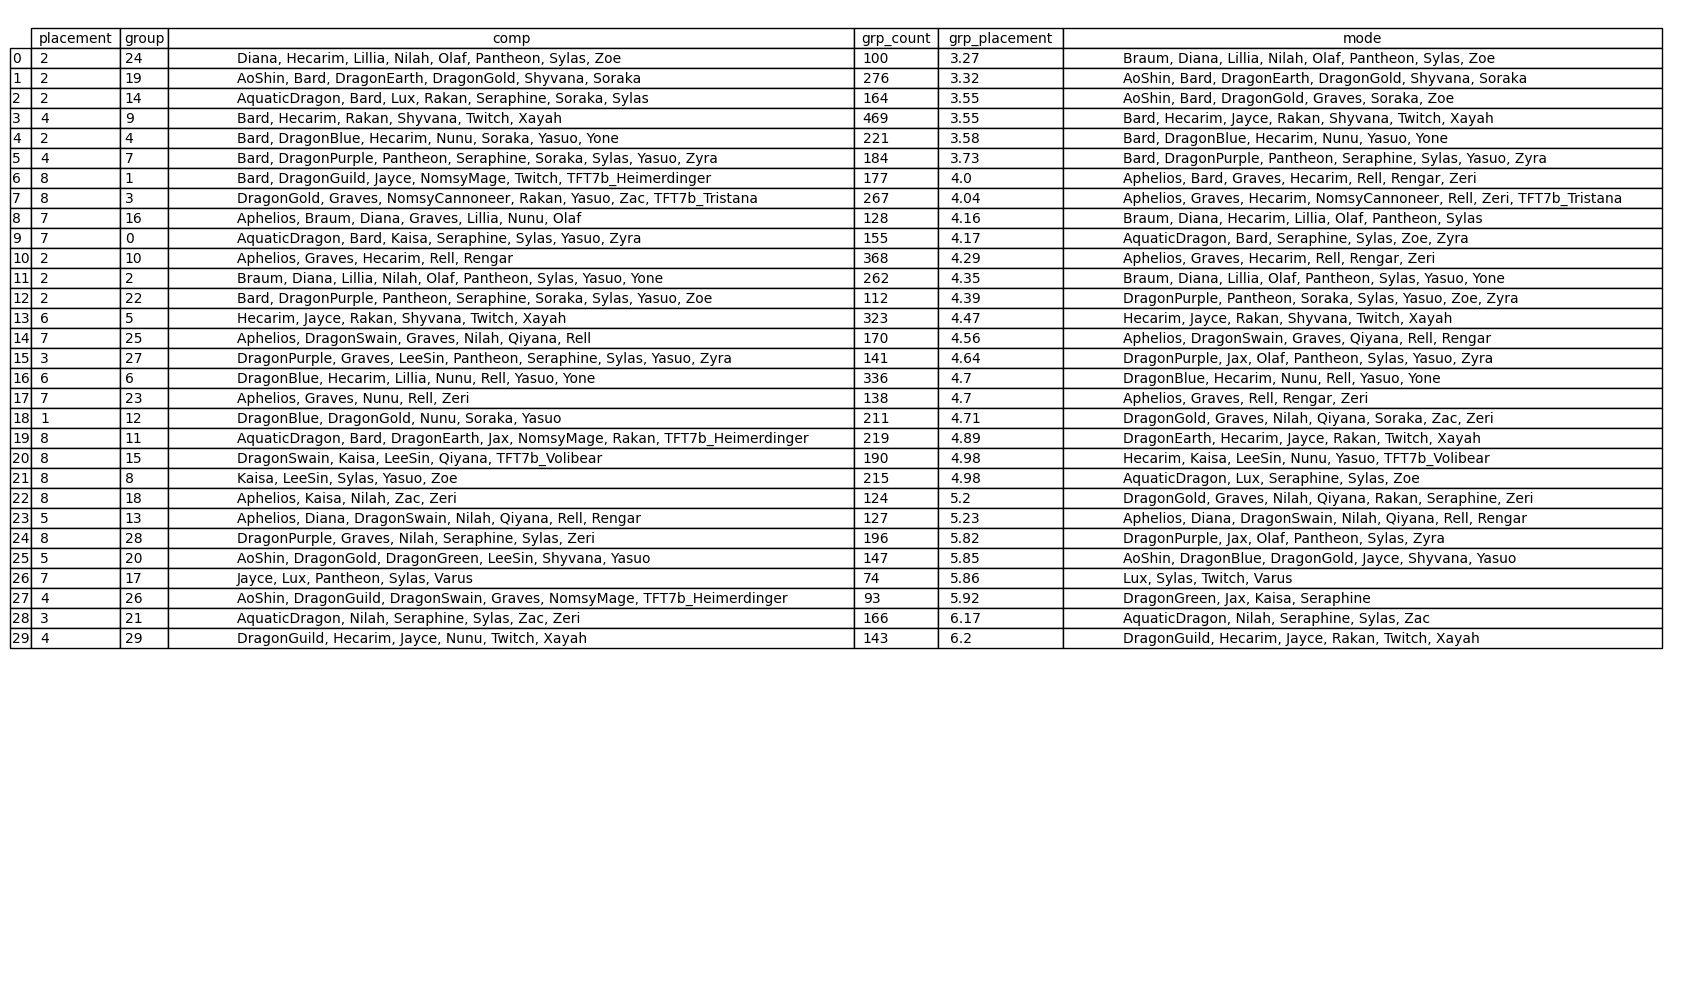 placement group comp grp_count grp_placement mode
0 2 24 Diana, Hecarim, Lillia, Nilah, Olaf, Pantheon, Sylas, Zoe 100 3.27 Braum, Diana, Lillia, Nilah, Olaf, Pantheon, Sylas, Zoe
1 2 19 AoShin, Bard, DragonEarth, DragonGold, Shyvana, Soraka 276 3.32 AoShin, Bard, DragonEarth, DragonGold, Shyvana, Soraka
2 2 14 AquaticDragon, Bard, Lux, Rakan, Seraphine, Soraka, Sylas 164 3.55 AoShin, Bard, DragonGold, Graves, Soraka, Zoe
3 4 9 Bard, Hecarim, Rakan, Shyvana, Twitch, Xayah 469 3.55 Bard, Hecarim, Jayce, Rakan, Shyvana, Twitch, Xayah
4 2 4 Bard, DragonBlue, Hecarim, Nunu, Soraka, Yasuo, Yone 221 3.58 Bard, DragonBlue, Hecarim, Nunu, Yasuo, Yone
5 4 7 Bard, DragonPurple, Pantheon, Seraphine, Soraka, Sylas, Yasuo, Zyra 184 3.73 Bard, DragonPurple, Pantheon, Seraphine, Sylas, Yasuo, Zyra
6 8 1 Bard, DragonGuild, Jayce, NomsyMage, Twitch, TFT7b_Heimerdinger 177 4.0 Aphelios, Bard, Graves, Hecarim, Rell, Rengar, Zeri
7 8 3 DragonGold, Graves, NomsyCannoneer, Rakan, Yasuo, Zac, TFT7b_Tristana 267 4.04 Aphelios, Graves, Hecarim, NomsyCannoneer, Rell, Zeri, TFT7b_Tristana
8 7 16 Aphelios, Braum, Diana, Graves, Lillia, Nunu, Olaf 128 4.16 Braum, Diana, Hecarim, Lillia, Olaf, Pantheon, Sylas
9 7 0 AquaticDragon, Bard, Kaisa, Seraphine, Sylas, Yasuo, Zyra 155 4.17 AquaticDragon, Bard, Seraphine, Sylas, Zoe, Zyra
10 2 10 Aphelios, Graves, Hecarim, Rell, Rengar 368 4.29 Aphelios, Graves, Hecarim, Rell, Rengar, Zeri
11 2 2 Braum, Diana, Lillia, Nilah, Olaf, Pantheon, Sylas, Yasuo, Yone 262 4.35 Braum, Diana, Lillia, Olaf, Pantheon, Sylas, Yasuo, Yone
12 2 22 Bard, DragonPurple, Pantheon, Seraphine, Soraka, Sylas, Yasuo, Zoe 112 4.39 DragonPurple, Pantheon, Soraka, Sylas, Yasuo, Zoe, Zyra
13 6 5 Hecarim, Jayce, Rakan, Shyvana, Twitch, Xayah 323 4.47 Hecarim, Jayce, Rakan, Shyvana, Twitch, Xayah
14 7 25 Aphelios, DragonSwain, Graves, Nilah, Qiyana, Rell 170 4.56 Aphelios, DragonSwain, Graves, Qiyana, Rell, Rengar
15 3 27 DragonPurple, Graves, LeeSin, Pantheon, Seraphine, Sylas, Yasuo, Zyra 141 4.64 DragonPurple, Jax, Olaf, Pantheon, Sylas, Yasuo, Zyra
16 6 6 DragonBlue, Hecarim, Lillia, Nunu, Rell, Yasuo, Yone 336 4.7 DragonBlue, Hecarim, Nunu, Rell, Yasuo, Yone
17 7 23 Aphelios, Graves, Nunu, Rell, Zeri 138 4.7 Aphelios, Graves, Rell, Rengar, Zeri
18 1 12 DragonBlue, DragonGold, Nunu, Soraka, Yasuo 211 4.71 DragonGold, Graves, Nilah, Qiyana, Soraka, Zac, Zeri
19 8 11 AquaticDragon, Bard, DragonEarth, Jax, NomsyMage, Rakan, TFT7b_Heimerdinger 219 4.89 DragonEarth, Hecarim, Jayce, Rakan, Twitch, Xayah
20 8 15 DragonSwain, Kaisa, LeeSin, Qiyana, TFT7b_Volibear 190 4.98 Hecarim, Kaisa, LeeSin, Nunu, Yasuo, TFT7b_Volibear
21 8 8 Kaisa, LeeSin, Sylas, Yasuo, Zoe 215 4.98 AquaticDragon, Lux, Seraphine, Sylas, Zoe
22 8 18 Aphelios, Kaisa, Nilah, Zac, Zeri 124 5.2 DragonGold, Graves, Nilah, Qiyana, Rakan, Seraphine, Zeri
23 5 13 Aphelios, Diana, DragonSwain, Nilah, Qiyana, Rell, Rengar 127 5.23 Aphelios, Diana, DragonSwain, Nilah, Qiyana, Rell, Rengar
24 8 28 DragonPurple, Graves, Nilah, Seraphine, Sylas, Zeri 196 5.82 DragonPurple, Jax, Olaf, Pantheon, Sylas, Zyra
25 5 20 AoShin, DragonGold, DragonGreen, LeeSin, Shyvana, Yasuo 147 5.85 AoShin, DragonBlue, DragonGold, Jayce, Shyvana, Yasuo
26 7 17 Jayce, Lux, Pantheon, Sylas, Varus 74 5.86 Lux, Sylas, Twitch, Varus
27 4 26 AoShin, DragonGuild, DragonSwain, Graves, NomsyMage, TFT7b_Heimerdinger 93 5.92 DragonGreen, Jax, Kaisa, Seraphine
28 3 21 AquaticDragon, Nilah, Seraphine, Sylas, Zac, Zeri 166 6.17 AquaticDragon, Nilah, Seraphine, Sylas, Zac
29 4 29 DragonGuild, Hecarim, Jayce, Nunu, Twitch, Xayah 143 6.2 DragonGuild, Hecarim, Jayce, Rakan, Twitch, Xayah